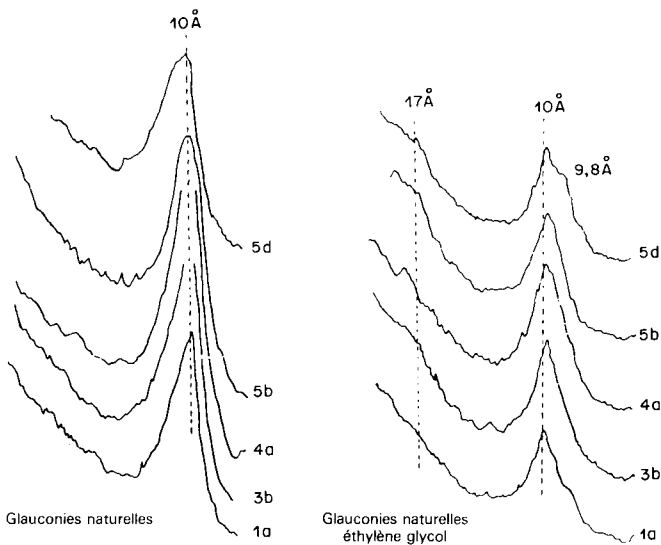 10Å
5d
5b
4a
3b
1a
Glauconies naturelles
17Å
10Å
9,8Å
5d
5b
4a
3b
1a
Glauconies naturelles
éthylène glycol